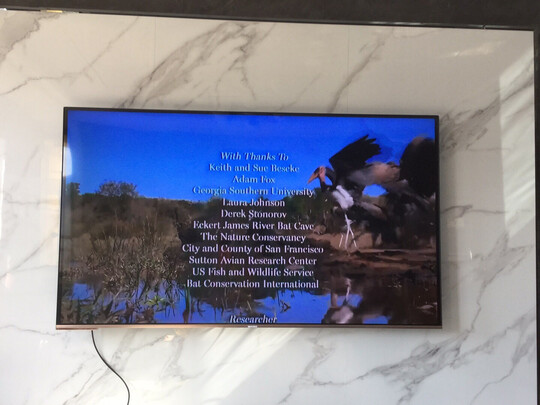 With Thanks To
Keith and Sue Beseke
Adam Fox
Georgia Southern University
Laura Johnson
Derek Stonorov
Eckert James River Bat Cave
The Nature Conservancy
City and County of San Francisco
Sutton Avian Research Center
US Fish and Wildlife Service
Bat Conservation International
Researcher